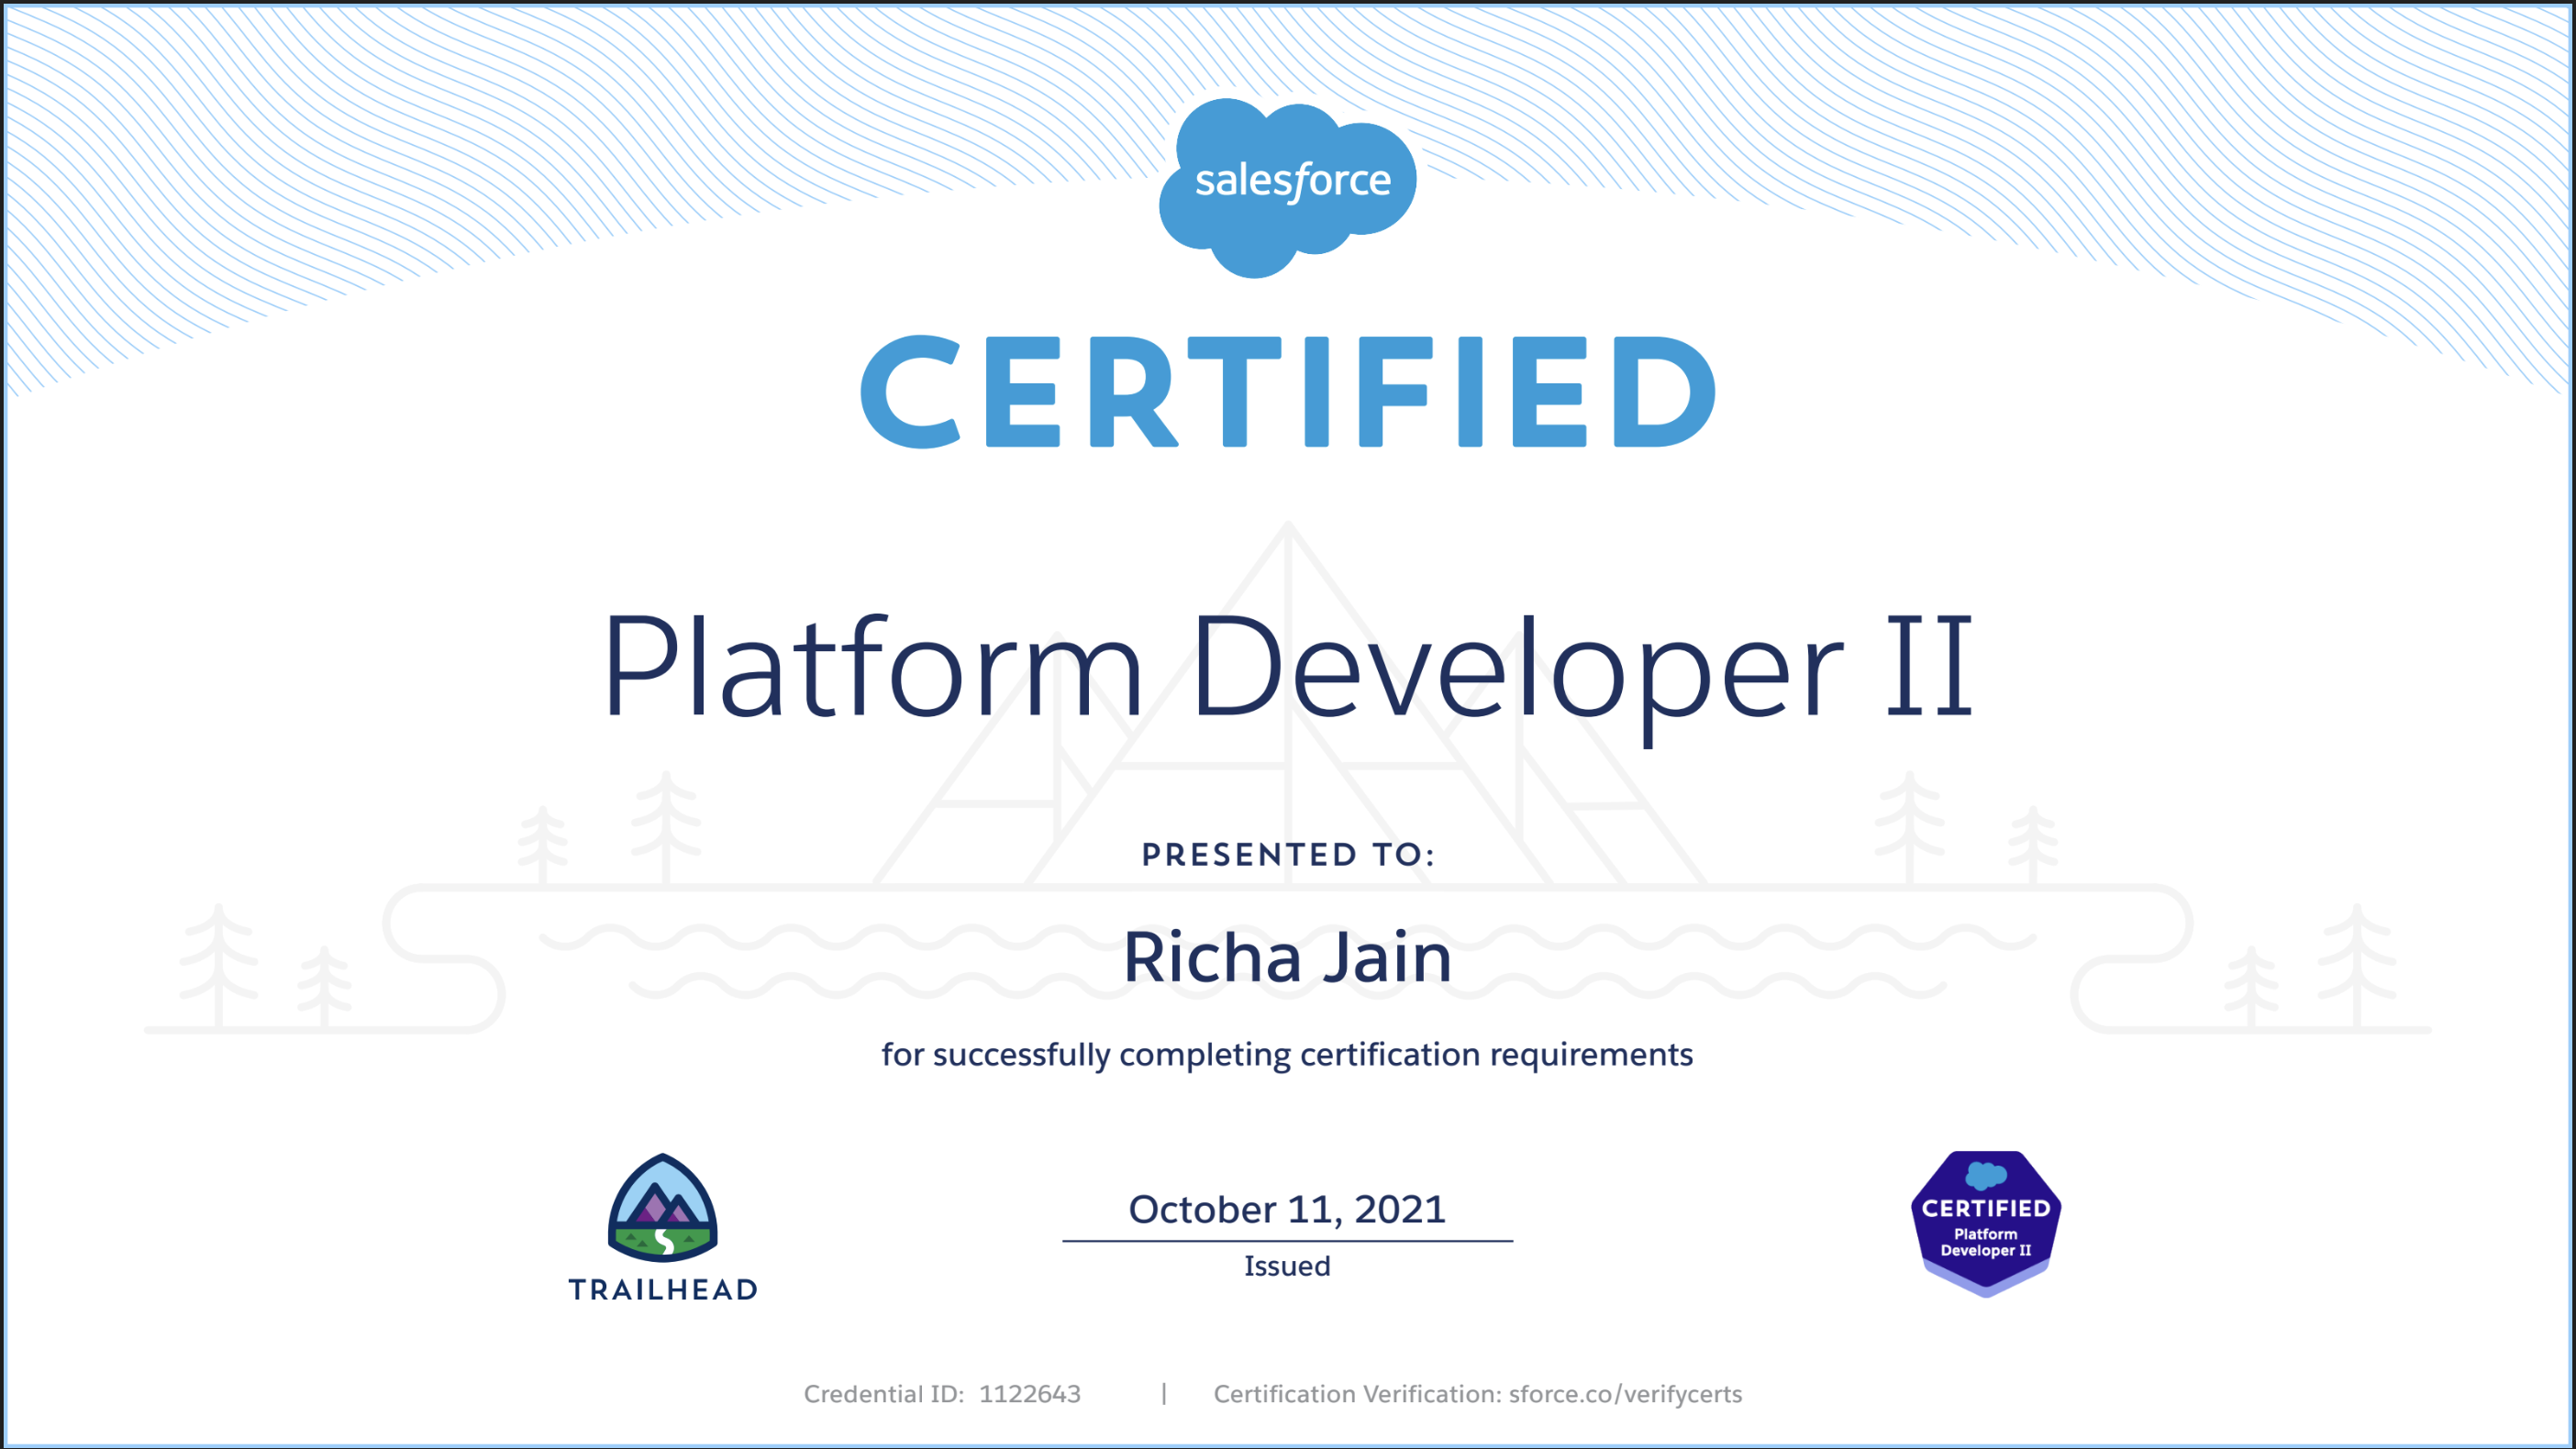 salesforce
CERTIFIED
Platform Developer II
PRESENTED TO:
Richa Jain
for successfully completing certification requirements
TRAILHEAD
October 11, 2021
Issued
CERTIFIED
Platform
Developer II
Credential ID: 1122643 | Certification Verification: sforce.co/verifycerts